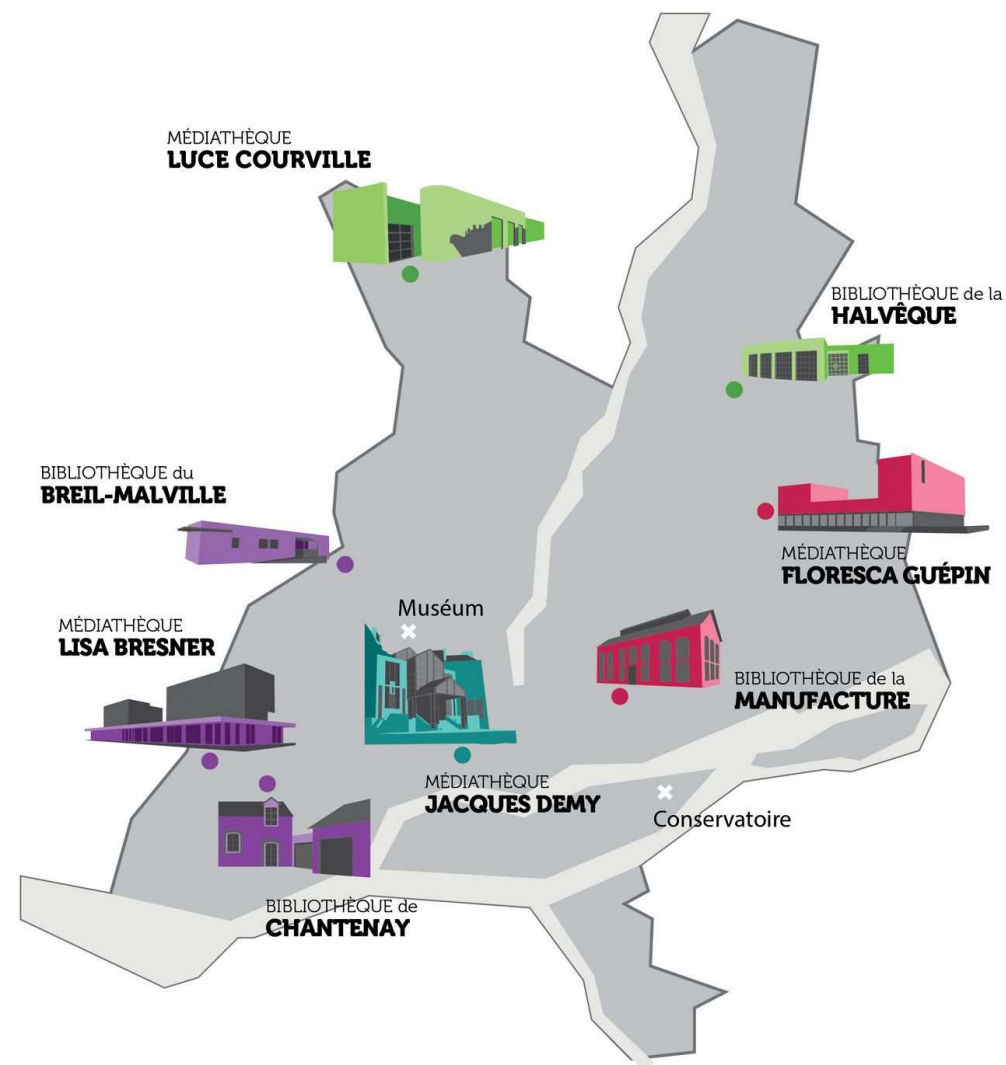 MÉDIATHÈQUE
LUCE COURVILLE
BIBLIOTHÈQUE de la
HALVÊQUE
BIBLIOTHÈQUE du
BREIL-MALVILLE
MÉDIATHÈQUE
FLORESCA GUÉPIN
Muséum
MÉDIATHÈQUE
LISA BRESNER
BIBLIOTHÈQUE de la
MANUFACTURE
MÉDIATHÈQUE
JACQUES DEMY
Conservatoire
BIBLIOTHÈQUE de
CHANTENAY